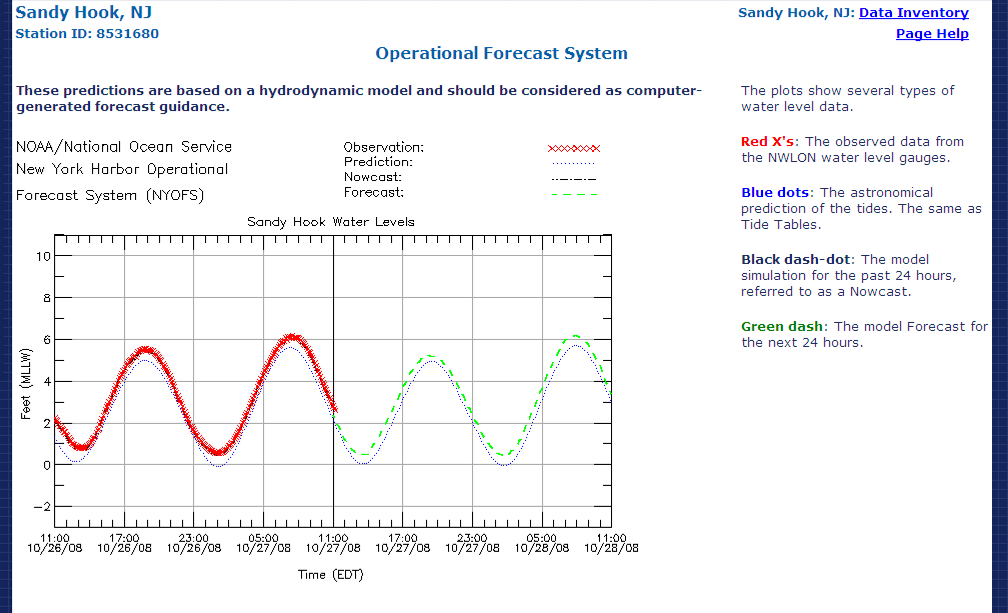 Sandy Hook, NJ
Station ID: 8531680
Sandy Hook, NJ: Data Inventory
Page Help
Operational Forecast System
These predictions are based on a hydrodynamic model and should be considered as computer-
generated forecast guidance.
NOAA/National Ocean Service
New York Harbor Operational
Forecast System (NYOFS)
Observation:
Prediction:
Nowcast:
Forecast:
Sandy Hook Water Levels
Feet (MLLW)
10
8
6
4
2
0
−2
11:00 17:00 23:00 05:00 11:00 17:00 23:00 05:00 11:00
10/26/08 10/26/08 10/26/08 10/27/08 10/27/08 10/27/08 10/27/08 10/28/08 10/28/08
Time (EDT)
The plots show several types of
water level data.
Red X's: The observed data from
the NWLON water level gauges.
Blue dots: The astronomical
prediction of the tides. The same as
Tide Tables.
Black dash-dot: The model
simulation for the past 24 hours,
referred to as a Nowcast.
Green dash: The model Forecast for
the next 24 hours.